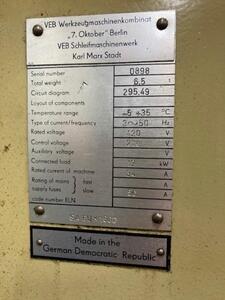 VEB Werkzeugmaschinenkombinat
„7. Oktober" Berlin
VEB Schleifmaschinenwerk
Karl Marx Stadt
Serial number 0898
Total weight 6,5 t
Circuit diagram 295.49
Layout of components
Temperature range +35 °C
Type of current/frequency 3~50 Hz
Rated voltage V
Control voltage V
Auxiliary voltage V
Connected load kW
Rated current of machine A
Rating of mains fast A
supply fuses slow A
code number ELN
Made in the
German Democratic Republic